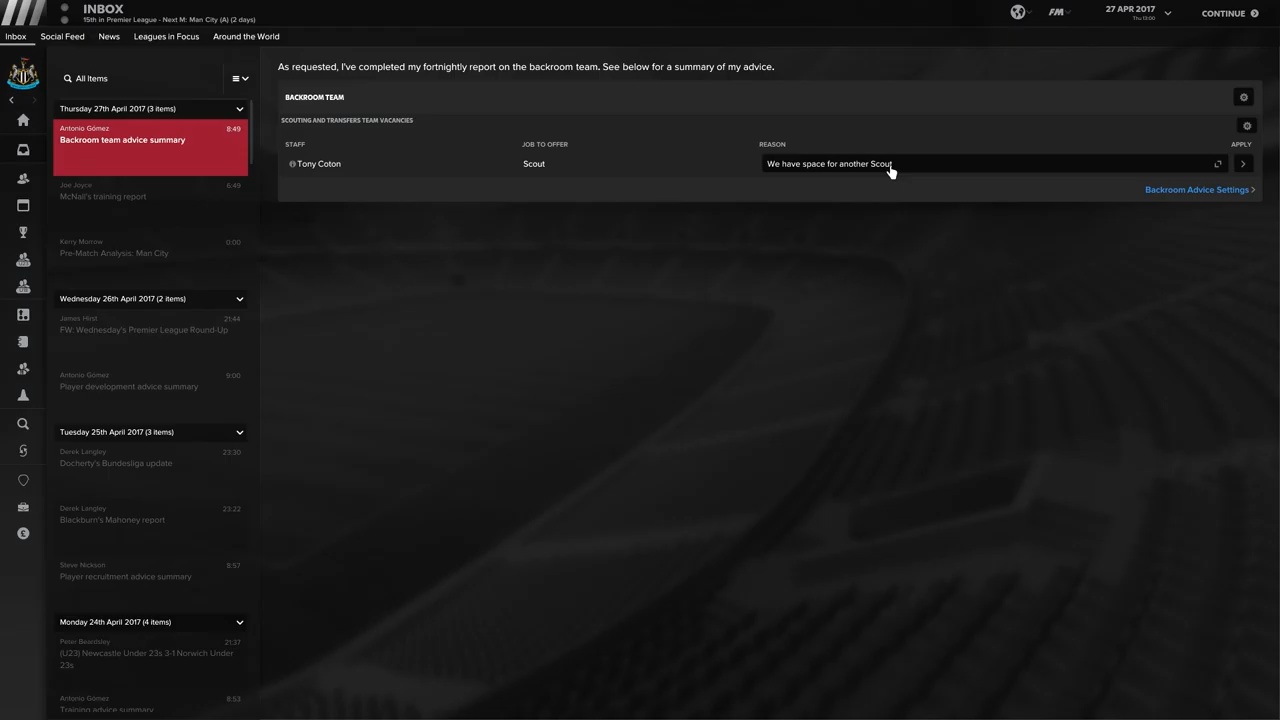 INBOX
15th in Premier League - Next M: Man City (A) (2 days)
FM
27 APR 2017
Thu 13:00
CONTINUE
Inbox
Social Feed
News
Leagues in Focus
Around the World
All Items
Thursday 27th April 2017 (3 items)
Antonio Gómez 8:49
Backroom team advice summary
Joe Joyce 6:49
McNail's training report
Kerry Morrow 0:00
Pre-Match Analysis: Man City
Wednesday 26th April 2017 (2 items)
James Hirst 21:44
FW: Wednesday's Premier League Round-Up
Antonio Gómez 9:00
Player development advice summary
Tuesday 25th April 2017 (3 items)
Derek Langley 23:30
Docherty's Bundesliga update
Derek Langley 23:22
Blackburn's Mahoney report
Steve Nickson 8:57
Player recruitment advice summary
Monday 24th April 2017 (4 items)
Peter Beardsley 21:37
(U23) Newcastle Under 23s 3-1 Norwich Under
23s
Antonio Gómez 8:53
Training advice summary
As requested, I've completed my fortnightly report on the backroom team. See below for a summary of my advice.
BACKROOM TEAM
SCOUTING AND TRANSFERS TEAM VACANCIES
STAFF JOB TO OFFER REASON APPLY
Tony Coton Scout We have space for another Scout
Backroom Advice Settings